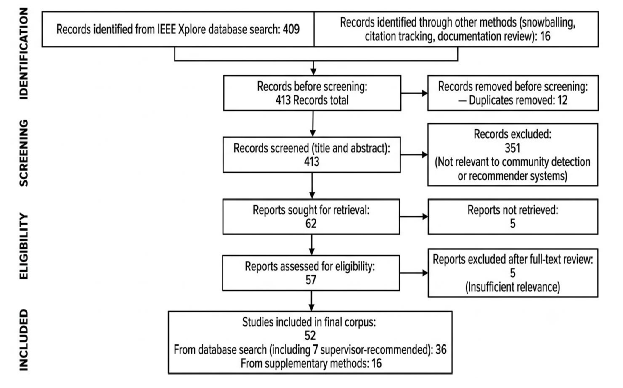 IDENTIFICATION
Records identified from IEEE Xplore database search: 409
Records identified through other methods (snowballing,
citation tracking, documentation review): 16
Records before screening:
413 Records total
Records removed before screening:
— Duplicates removed: 12
SCREENING
Records screened (title and abstract):
413
Records excluded:
351
(Not relevant to community detection
or recommender systems)
ELIGIBILITY
Reports sought for retrieval:
62
Reports not retrieved:
5
Reports assessed for eligibility:
57
Reports excluded after full-text review:
5
(Insufficient relevance)
INCLUDED
Studies included in final corpus:
52
From database search (including 7 supervisor-recommended): 36
From supplementary methods: 16